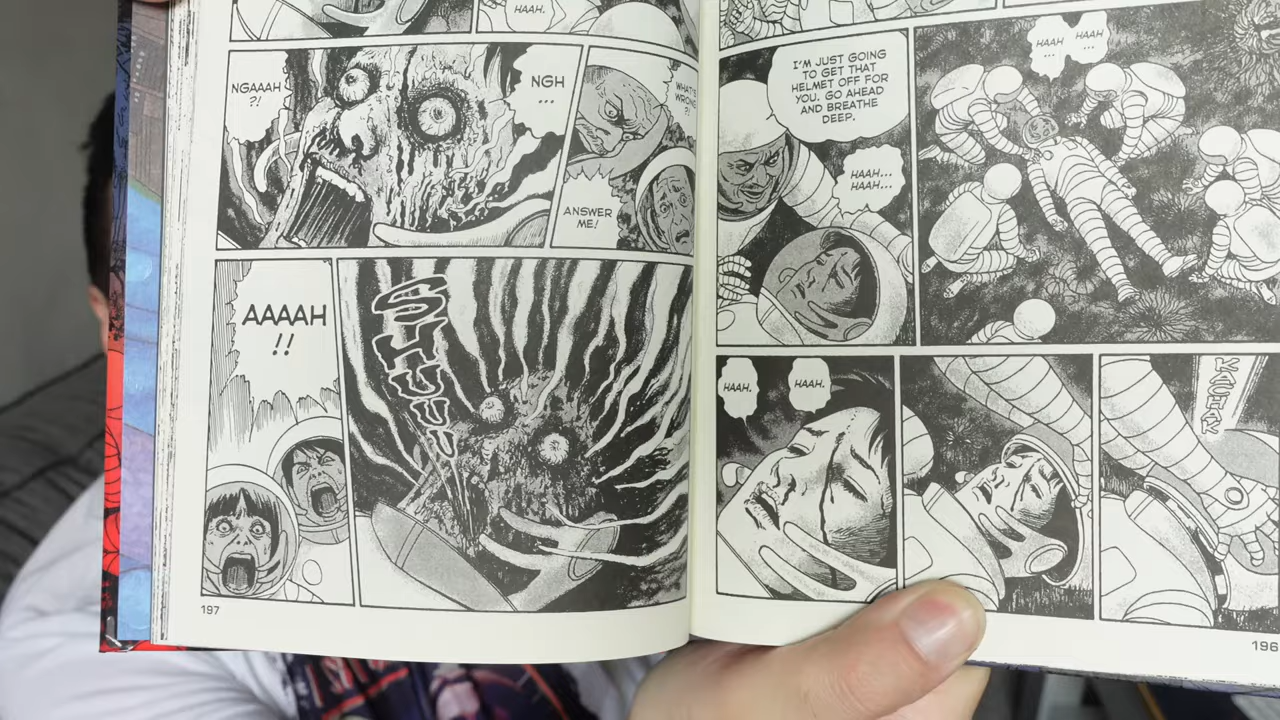 HAAH
...
HAAH
...
I'M JUST GOING
TO GET THAT
HELMET OFF FOR
YOU. GO AHEAD
AND BREATHE
DEEP.
HAAH...
HAAH...
KACHAK
HAAH.
HAAH.
196
HAAH.
WHAT'S
WRONG
?!
ANSWER
ME!
NGH
...
NGAAAH
?!
SHUUU
AAAAH
!!
197